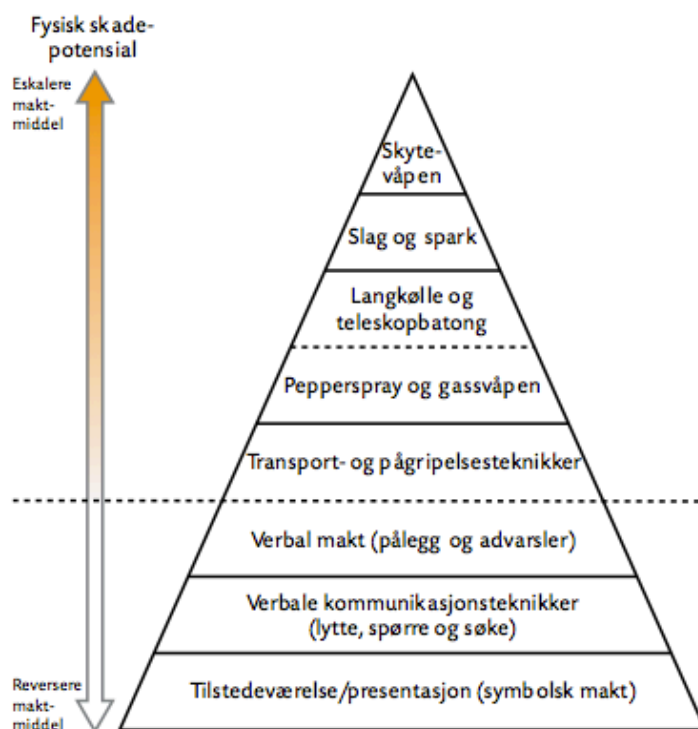 Fysisk skade-
potensial
Eskalere
makt-
middel
Skyte-
våpen
Slag og spark
Langkølle og
teleskopbatong
Pepperspray og gassvåpen
Transport- og pågripelsesteknikker
Verbal makt (pålegg og advarsler)
Verbale kommunikasjonsteknikker
(lytte, spørre og søke)
Tilstedeværelse/presentasjon (symbolsk makt)
Reversere
makt-
middel